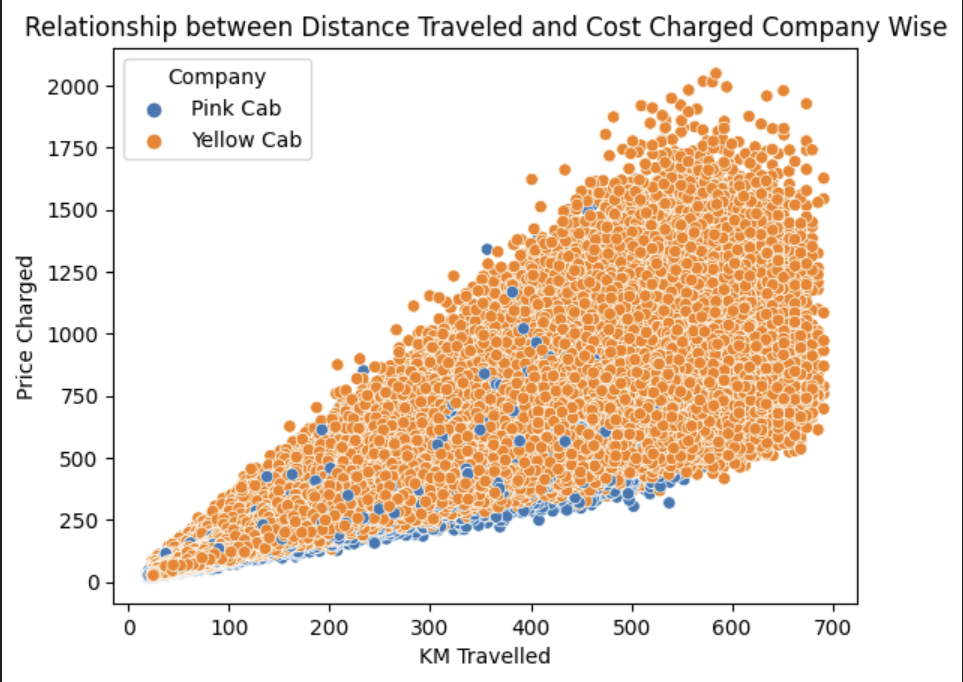 Relationship between Distance Traveled and Cost Charged Company Wise
Company
Pink Cab
Yellow Cab
Price Charged
2000
1750
1500
1250
1000
750
500
250
0
0 100 200 300 400 500 600 700
KM Travelled